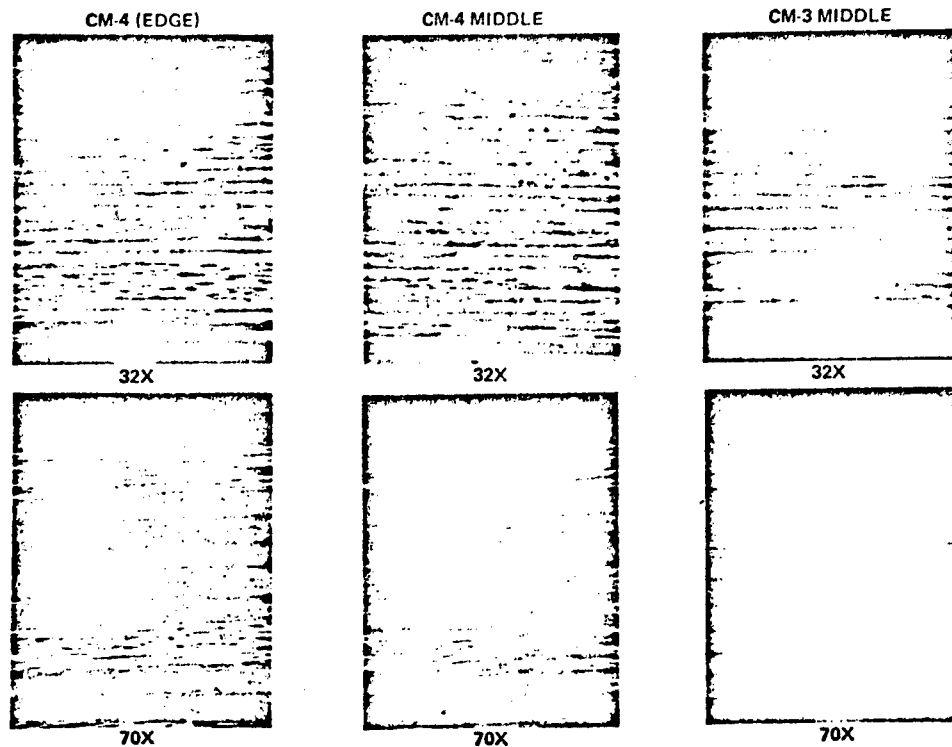 CM-4 (EDGE) CM-4 MIDDLE CM-3 MIDDLE
32X 32X 32X
70X 70X 70X